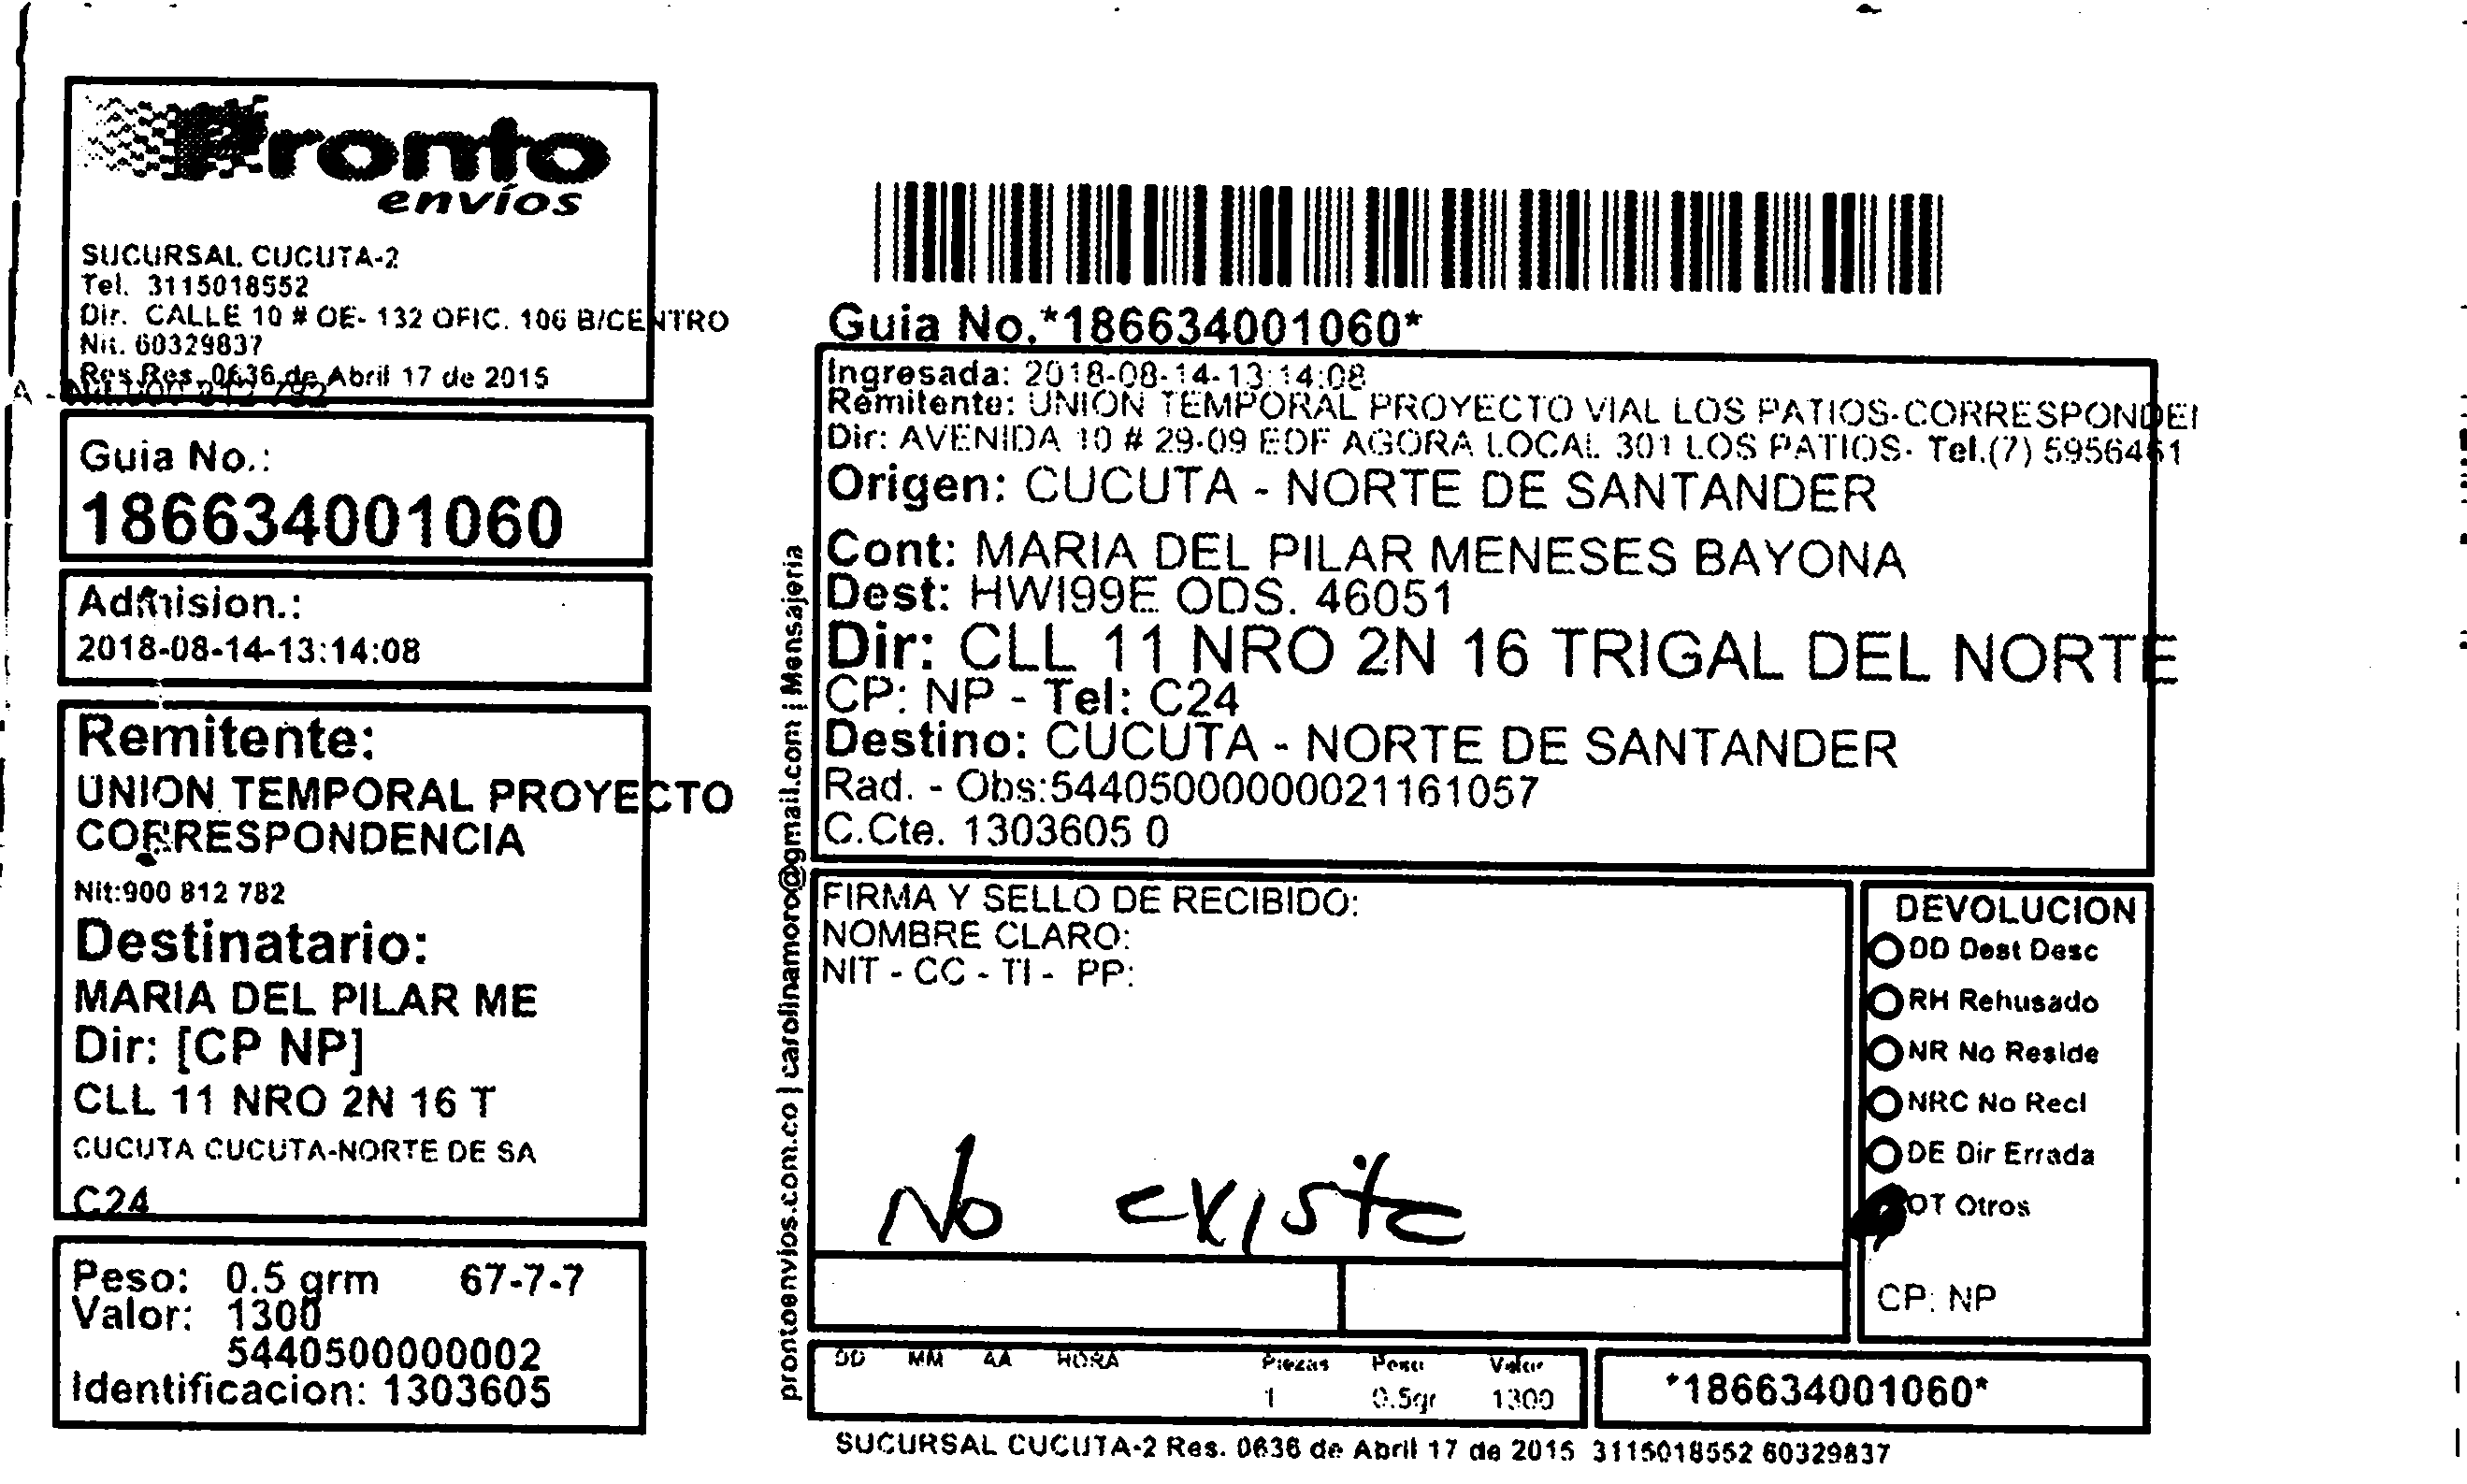 Pronto
envíos
SUCURSAL CUCUTA-2
Tel. 3115018552
Dir. CALLE 10 # OE- 132 OFIC. 106 B/CENTRO
Nit. 60329837
Res.Res. 0636 de Abril 17 de 2015
Guia No.:
186634001060
Admision.:
2018-08-14-13:14:08
Remitente:
UNION TEMPORAL PROYECTO
CORRESPONDENCIA
Nit:900 812 782
Destinatario:
MARIA DEL PILAR ME
Dir: [CP NP]
CLL 11 NRO 2N 16 T
CUCUTA CUCUTA-NORTE DE SA
C24
Peso: 0.5 grm 67-7-7
Valor: 1300
5440500000002
Identificacion: 1303605
prontoenvios.com.co | carolinamoro@gmail.com | Mensajeria
Guia No.*186634001060*
Ingresada: 2018-08-14-13:14:08
Remitente: UNION TEMPORAL PROYECTO VIAL LOS PATIOS-CORRESPONDEI
Dir: AVENIDA 10 # 29-09 EDF AGORA LOCAL 301 LOS PATIOS- Tel.(7) 5956461
Origen: CUCUTA - NORTE DE SANTANDER
Cont: MARIA DEL PILAR MENESES BAYONA
Dest: HWI99E ODS. 46051
Dir: CLL 11 NRO 2N 16 TRIGAL DEL NORTE
CP: NP - Tel: C24
Destino: CUCUTA - NORTE DE SANTANDER
Rad. - Obs:544050000000021161057
C.Cte. 1303605 0
FIRMA Y SELLO DE RECIBIDO:
NOMBRE CLARO:
NIT - CC - TI - PP:
No existe
DEVOLUCION
DD Dest Desc
RH Rehusado
NR No Reside
NRC No Recl
DE Dir Errada
OT Otros
CP: NP
DD MM AA HORA Piezas Peso Valor
1 0.5gr 1300
*186634001060*
SUCURSAL CUCUTA-2 Res. 0636 de Abril 17 de 2015 3115018552 60329837